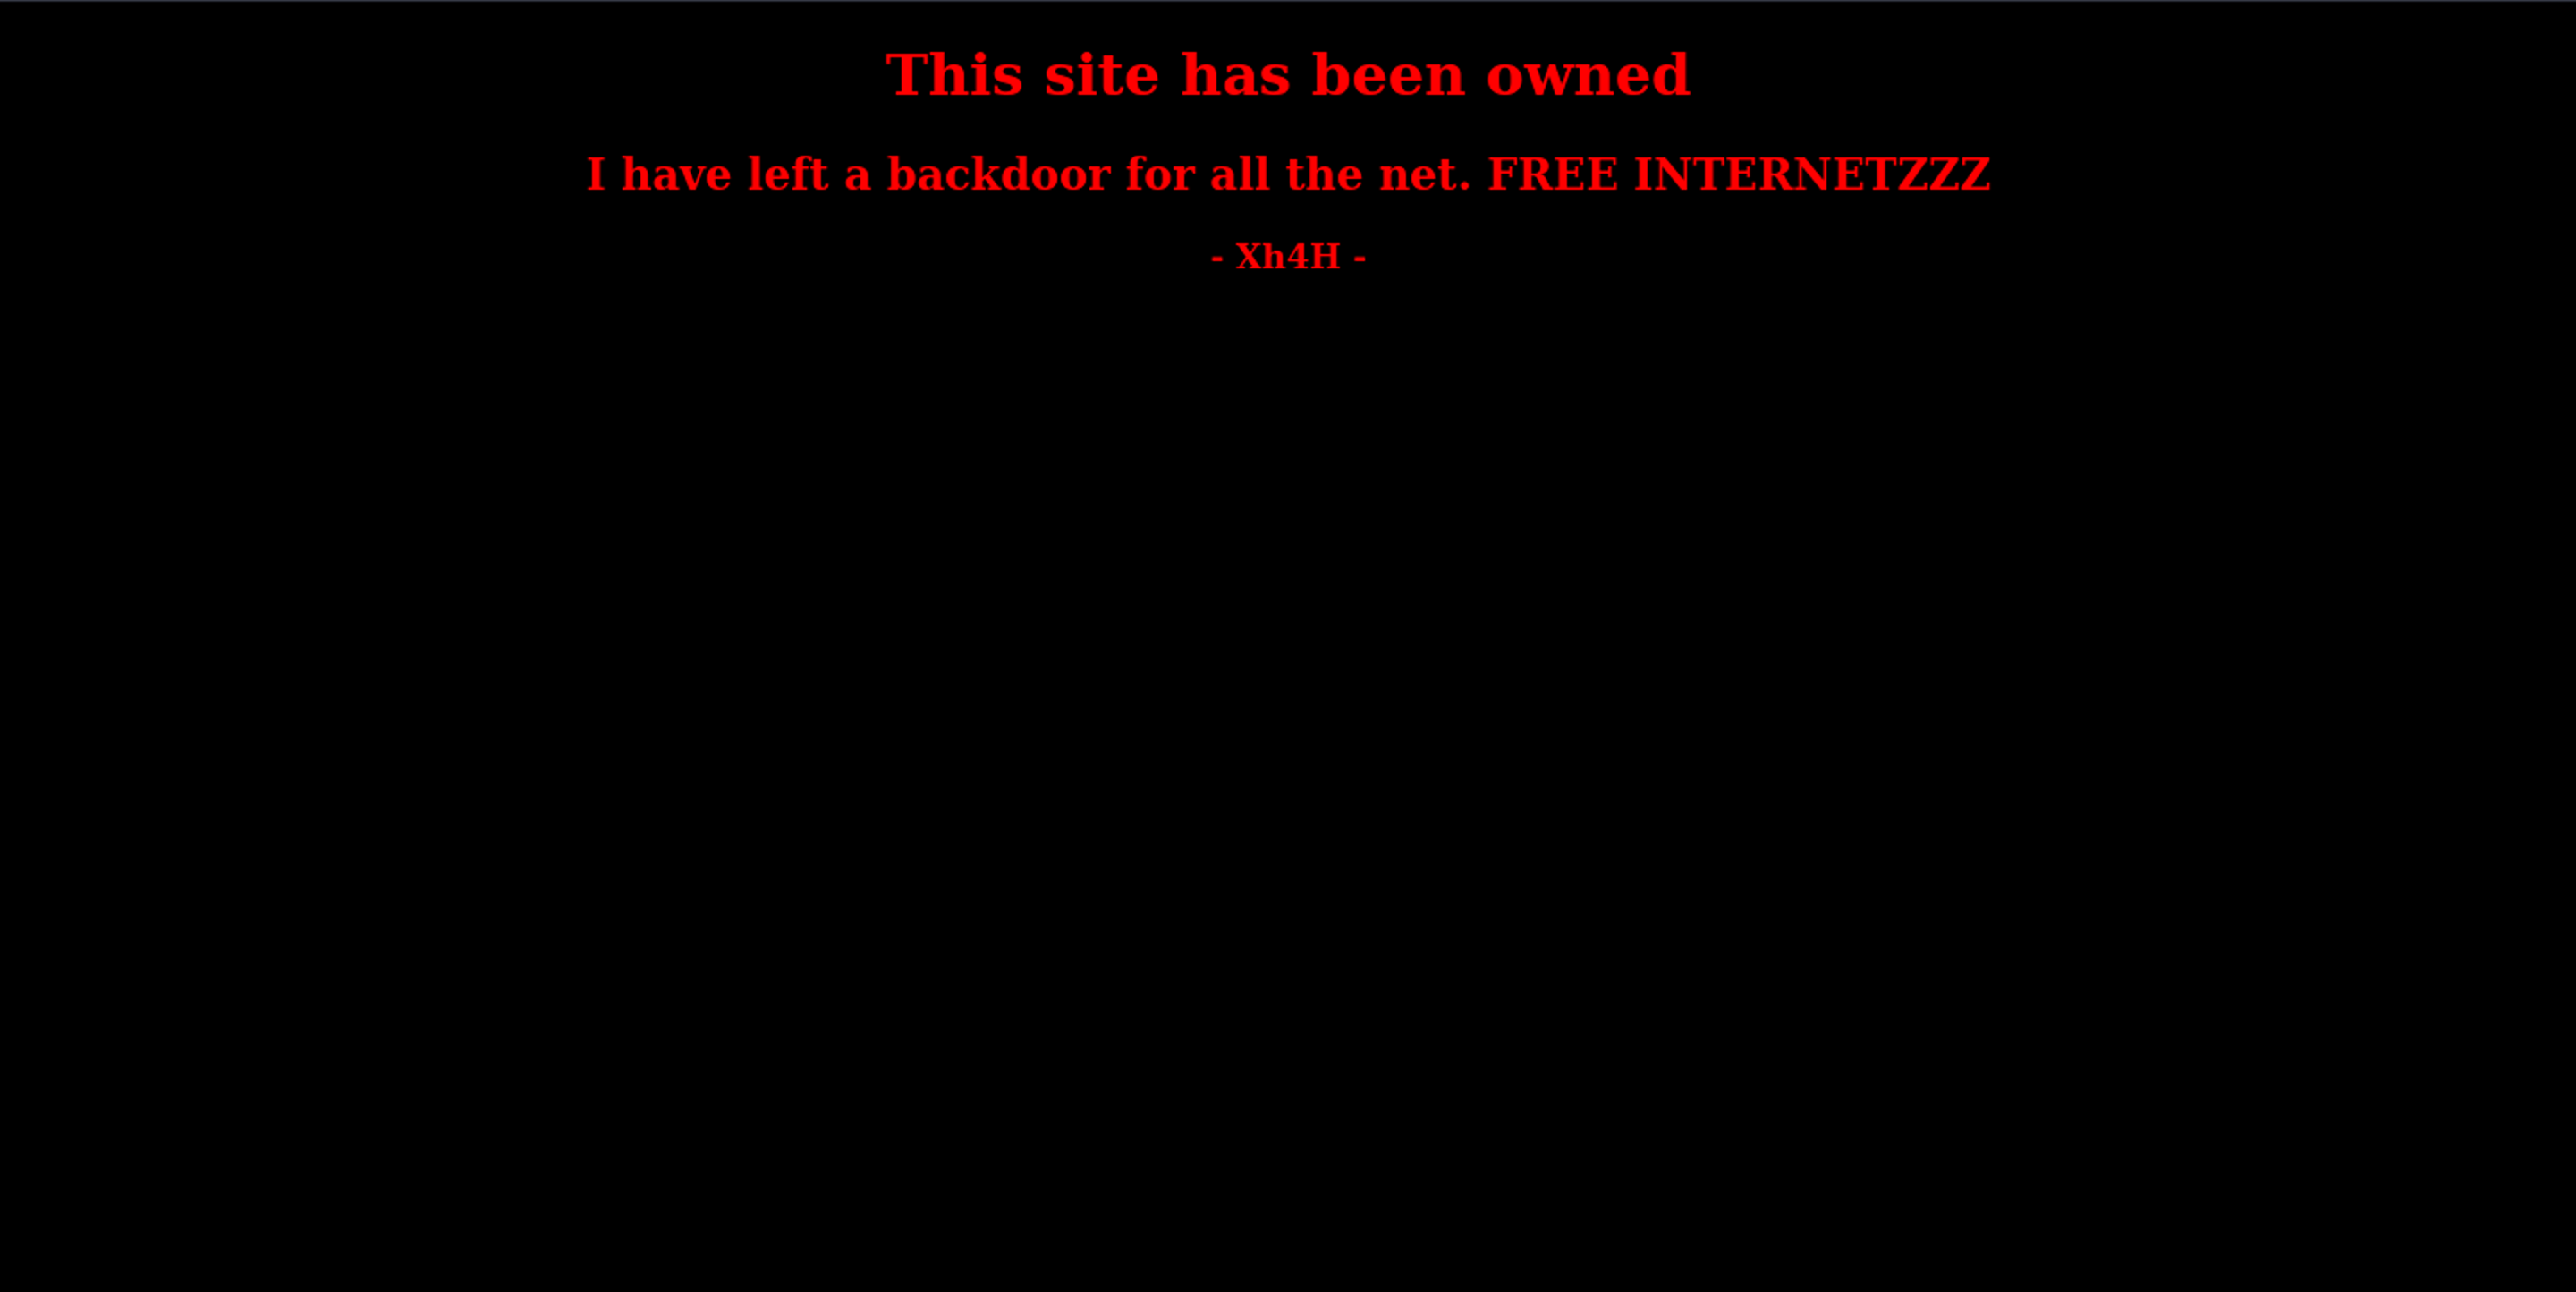 This site has been owned
I have left a backdoor for all the net. FREE INTERNETZZZ
- Xh4H -